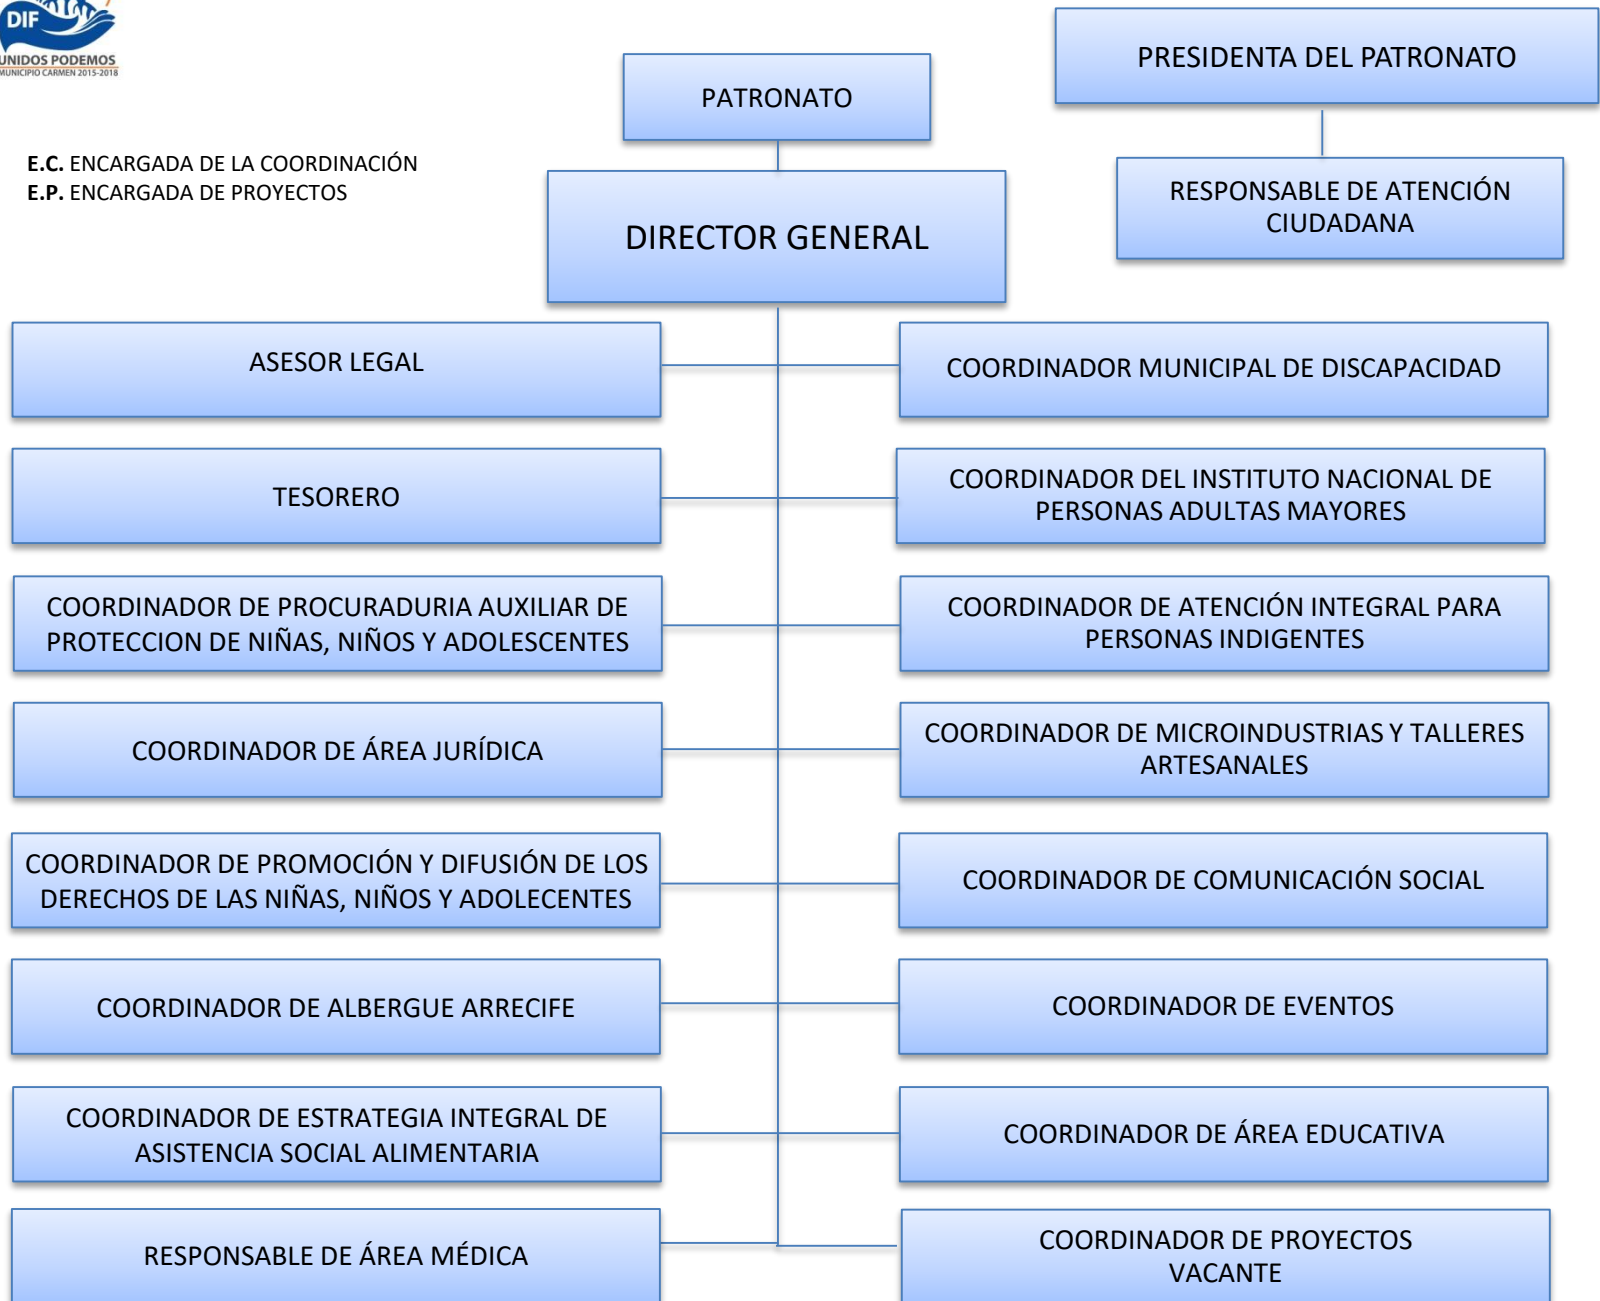 DIF
UNIDOS PODEMOS
MUNICIPIO CARMEN 2015-2018
PRESIDENTA DEL PATRONATO
PATRONATO
E.C. ENCARGADA DE LA COORDINACIÓN
E.P. ENCARGADA DE PROYECTOS
RESPONSABLE DE ATENCIÓN
CIUDADANA
DIRECTOR GENERAL
ASESOR LEGAL
COORDINADOR MUNICIPAL DE DISCAPACIDAD
TESORERO
COORDINADOR DEL INSTITUTO NACIONAL DE
PERSONAS ADULTAS MAYORES
COORDINADOR DE PROCURADURIA AUXILIAR DE
PROTECCION DE NIÑAS, NIÑOS Y ADOLESCENTES
COORDINADOR DE ATENCIÓN INTEGRAL PARA
PERSONAS INDIGENTES
COORDINADOR DE ÁREA JURÍDICA
COORDINADOR DE MICROINDUSTRIAS Y TALLERES
ARTESANALES
COORDINADOR DE PROMOCIÓN Y DIFUSIÓN DE LOS
DERECHOS DE LAS NIÑAS, NIÑOS Y ADOLECENTES
COORDINADOR DE COMUNICACIÓN SOCIAL
COORDINADOR DE ALBERGUE ARRECIFE
COORDINADOR DE EVENTOS
COORDINADOR DE ESTRATEGIA INTEGRAL DE
ASISTENCIA SOCIAL ALIMENTARIA
COORDINADOR DE ÁREA EDUCATIVA
RESPONSABLE DE ÁREA MÉDICA
COORDINADOR DE PROYECTOS
VACANTE